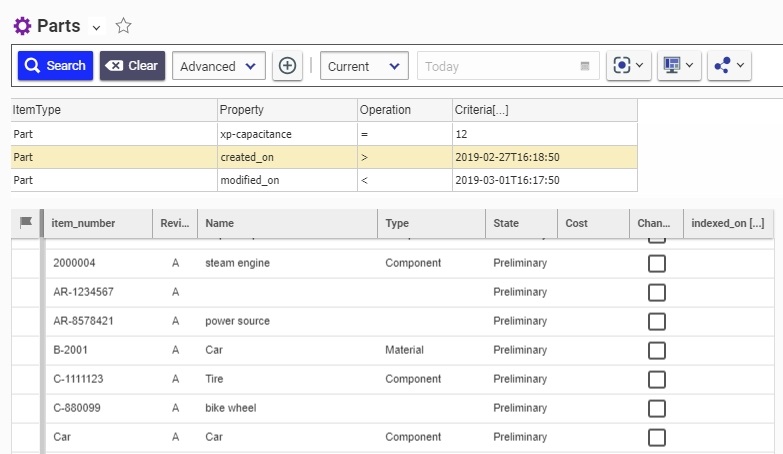 Parts
Search Clear Advanced Current Today
ItemType Property Operation Criteria[...]
Part xp-capacitance = 12
Part created_on > 2019-02-27T16:18:50
Part modified_on < 2019-03-01T16:17:50
item_number Revi... Name Type State Cost Chan... indexed_on [...]
2000004 A steam engine Component Preliminary
AR-1234567 A Preliminary
AR-8578421 A power source Preliminary
B-2001 A Car Material Preliminary
C-1111123 A Tire Component Preliminary
C-880099 A bike wheel Preliminary
Car A Car Component Preliminary